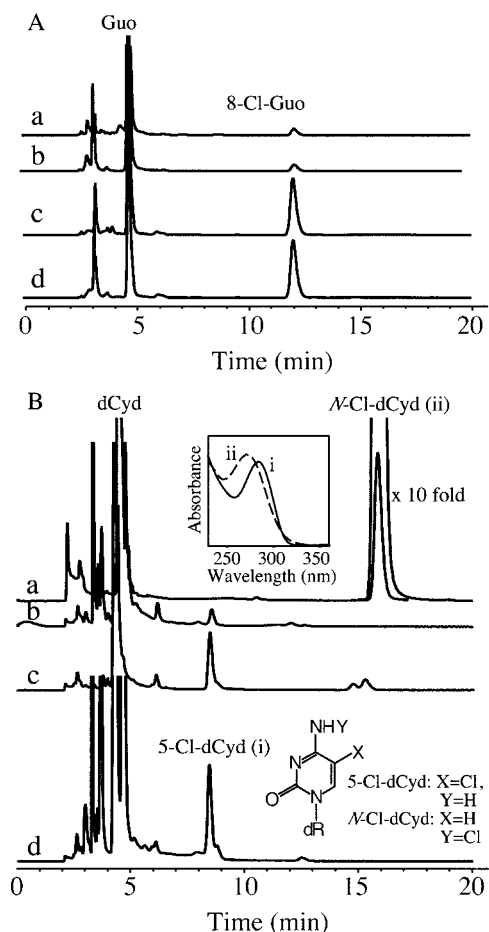 A
Guo
8-Cl-Guo
a
b
c
d
0 5 10 15 20
Time (min)
B
dCyd
N-Cl-dCyd (ii)
ii
i
Absorbance
250 300 350
Wavelength (nm)
x 10 fold
a
b
c
5-Cl-dCyd (i)
NHY
X
N
O
N
dR
5-Cl-dCyd: X=Cl,
Y=H
N-Cl-dCyd: X=H
Y=Cl
d
0 5 10 15 20
Time (min)